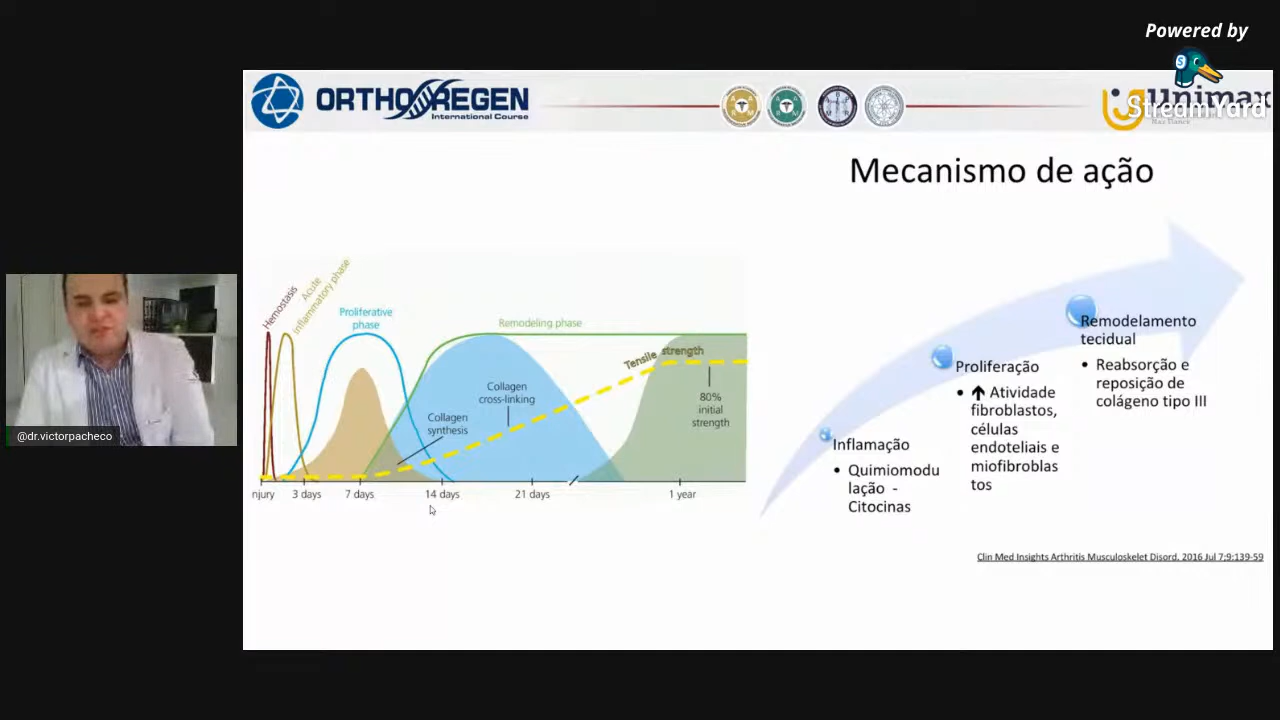 Powered by
StreamYard
ORTHOREGEN
International Course
Unimax
Mecanismo de ação
Hemostasis
Acute
inflammatory phase
Proliferative
phase
Remodeling phase
Tensile strength
Collagen
cross-linking
Collagen
synthesis
80%
initial
strength
njury
3 days
7 days
14 days
21 days
1 year
Inflamação
• Quimiomodu
lação -
Citocinas
Proliferação
• ↑ Atividade
fibroblastos,
células
endoteliais e
miofibroblas
tos
Remodelamento
tecidual
• Reabsorção e
reposição de
colágeno tipo III
Clin Med Insights Arthritis Musculoskelet Disord. 2016 Jul 7;9:139-59
@dr.victorpacheco